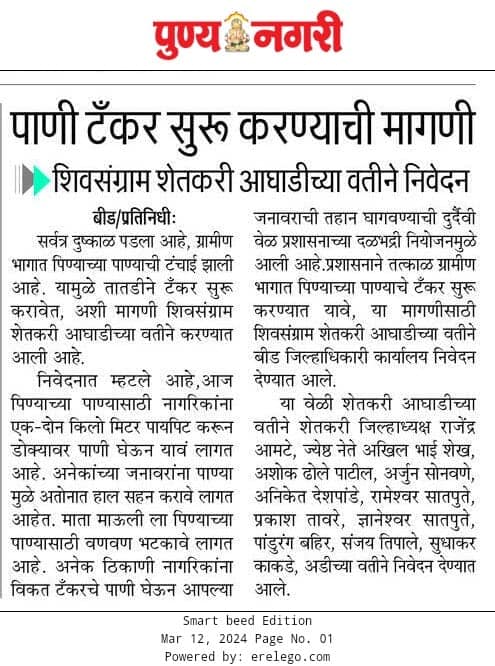 पुण्य नगरी
पाणी टँकर सुरू करण्याची मागणी
शिवसंग्राम शेतकरी आघाडीच्या वतीने निवेदन
बीड/प्रतिनिधीः
सर्वत्र दुष्काळ पडला आहे, ग्रामीण
भागात पिण्याच्या पाण्याची टंचाई झाली
आहे. यामुळे तातडीने टँकर सुरू
करावेत, अशी मागणी शिवसंग्राम
शेतकरी आघाडीच्या वतीने करण्यात
आली आहे.
निवेदनात म्हटले आहे,आज
पिण्याच्या पाण्यासाठी नागरिकांना
एक-दोन किलो मिटर पायपिट करून
डोक्यावर पाणी घेऊन यावं लागत
आहे. अनेकांच्या जनावरांना पाण्या
मुळे अतोनात हाल सहन करावे लागत
आहेत. माता माऊली ला पिण्याच्या
पाण्यासाठी वणवण भटकावे लागत
आहे. अनेक ठिकाणी नागरिकांना
विकत टँकरचे पाणी घेऊन आपल्या
जनावराची तहान घागवण्याची दुर्दैवी
वेळ प्रशासनाच्या दळभद्री नियोजनमुळे
आली आहे.प्रशासनाने तत्काळ ग्रामीण
भागात पिण्याच्या पाण्याचे टँकर सुरू
करण्यात यावे, या मागणीसाठी
शिवसंग्राम शेतकरी आघाडीच्या वतीने
बीड जिल्हाधिकारी कार्यालय निवेदन
देण्यात आले.
या वेळी शेतकरी आघाडीच्या
वतीने शेतकरी जिल्हाध्यक्ष राजेंद्र
आमटे, ज्येष्ठ नेते अखिल भाई शेख,
अशोक ढोले पाटील, अर्जुन सोनवणे,
अनिकेत देशपांडे, रामेश्वर सातपुते,
प्रकाश तावरे, ज्ञानेश्वर सातपुते,
पांडुरंग बहिर, संजय तिपाले, सुधाकर
काकडे, अडीच्या वतीने निवेदन देण्यात
आले.
Smart beed Edition
Mar 12, 2024 Page No. 01
Powered by: erelego.com